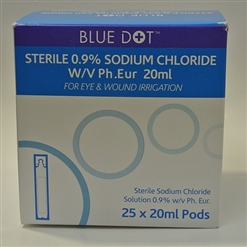 BLUE DOT™
STERILE 0.9% SODIUM CHLORIDE
W/V Ph.Eur 20ml
FOR EYE & WOUND IRRIGATION
Sterile Sodium Chloride
Solution 0.9% w/v Ph. Eur.
25 x 20ml Pods